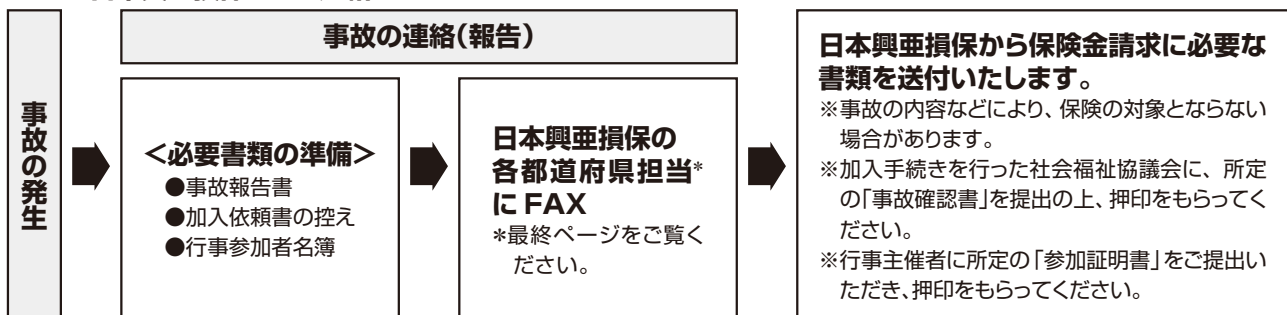 事故の発生
事故の連絡(報告)
＜必要書類の準備＞
●事故報告書
●加入依頼書の控え
●行事参加者名簿
日本興亜損保の
各都道府県担当*
にFAX
*最終ページをご覧く
ださい。
日本興亜損保から保険金請求に必要な
書類を送付いたします。
※事故の内容などにより、保険の対象とならない
場合があります。
※加入手続きを行った社会福祉協議会に、所定
の「事故確認書」を提出の上、押印をもらってく
ださい。
※行事主催者に所定の「参加証明書」をご提出い
ただき、押印をもらってください。